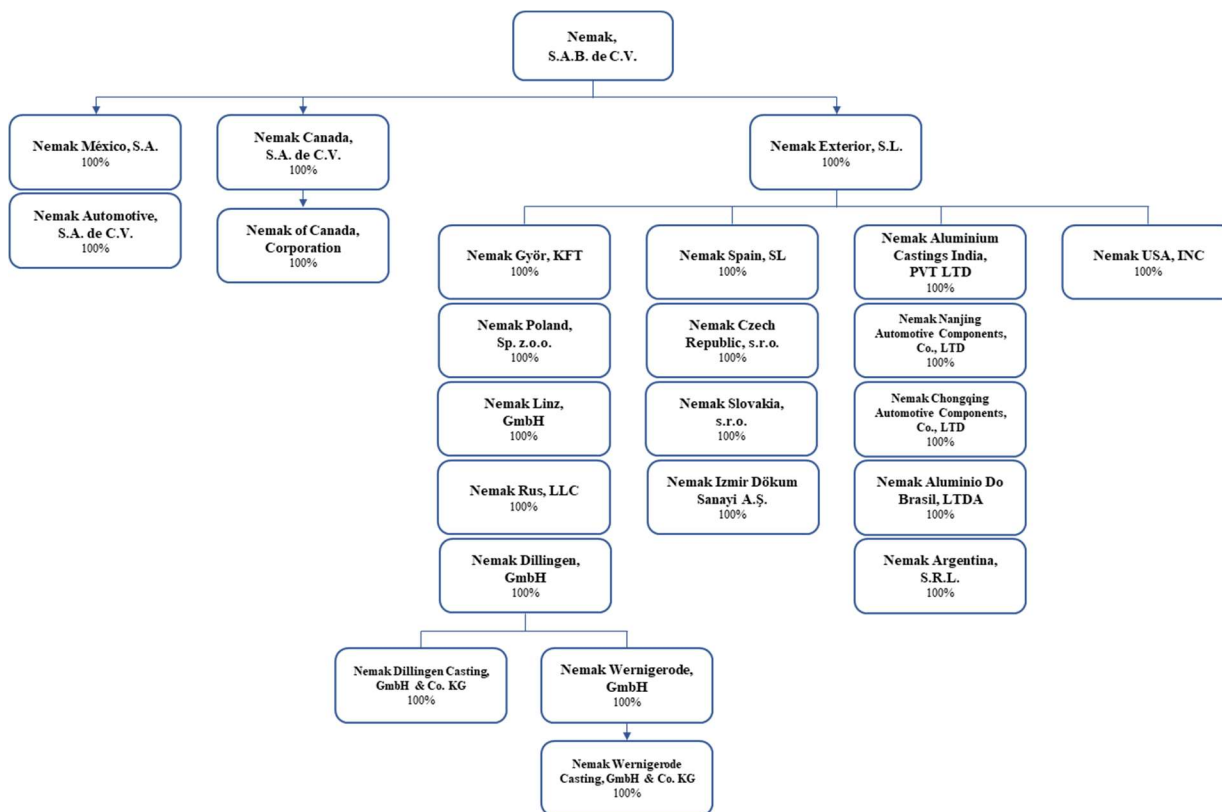 Nemak,
S.A.B. de C.V.
Nemak México, S.A.
100%
Nemak Canada,
S.A. de C.V.
100%
Nemak Exterior, S.L.
100%
Nemak Automotive,
S.A. de C.V.
100%
Nemak of Canada,
Corporation
100%
Nemak Györ, KFT
100%
Nemak Spain, SL
100%
Nemak Aluminium
Castings India,
PVT LTD
100%
Nemak USA, INC
100%
Nemak Poland,
Sp. z.o.o.
100%
Nemak Czech
Republic, s.r.o.
100%
Nemak Nanjing
Automotive Components,
Co., LTD
100%
Nemak Linz,
GmbH
100%
Nemak Slovakia,
s.r.o.
100%
Nemak Chongqing
Automotive Components,
Co., LTD
100%
Nemak Rus, LLC
100%
Nemak Izmir Dökum
Sanayi A.Ş.
100%
Nemak Aluminio Do
Brasil, LTDA
100%
Nemak Dillingen,
GmbH
100%
Nemak Argentina,
S.R.L.
100%
Nemak Dillingen Casting,
GmbH & Co. KG
100%
Nemak Wernigerode,
GmbH
100%
Nemak Wernigerode
Casting, GmbH & Co. KG
100%